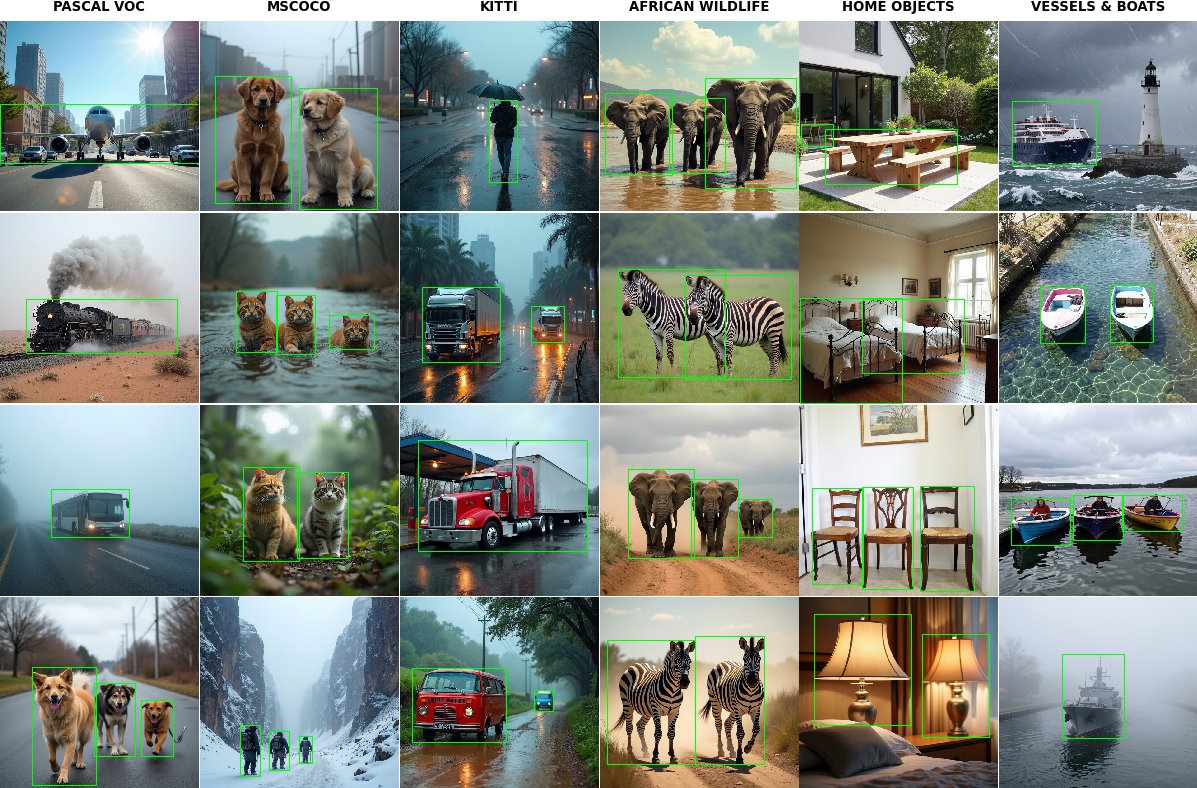 PASCAL VOC
MSCOCO
KITTI
AFRICAN WILDLIFE
HOME OBJECTS
VESSELS & BOATS